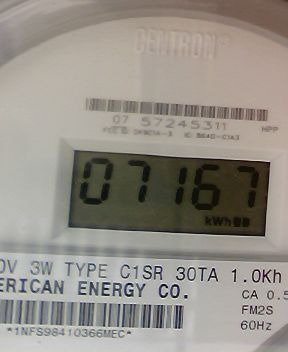 CENTRON®
07 57245311
HPP
07167
kWh
0V 3W TYPE C1SR 30TA 1.0Kh
ERICAN ENERGY CO.
CA 0.5
FM2S
*1NFS98410366MEC*
60Hz